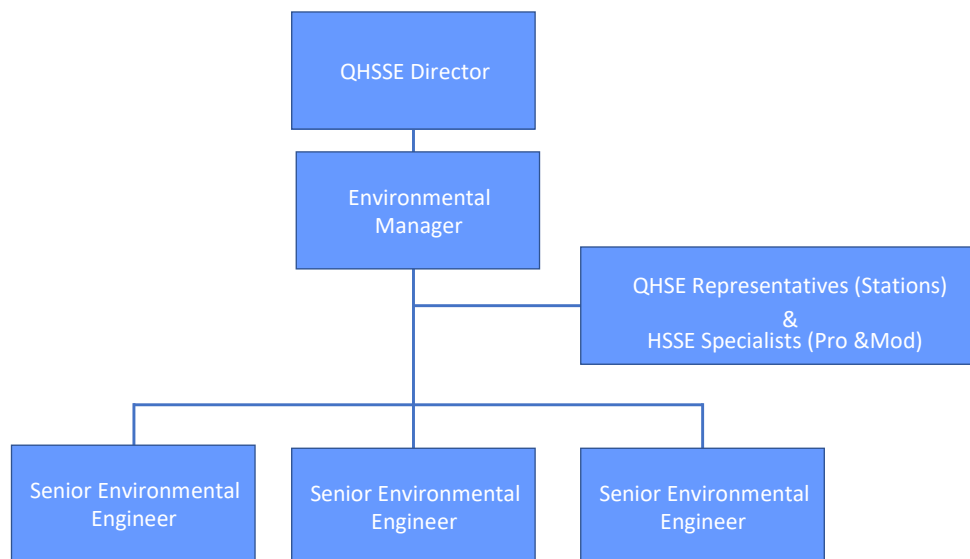 QHSSE Director
Environmental
Manager
QHSE Representatives (Stations)
&
HSSE Specialists (Pro &Mod)
Senior Environmental
Engineer
Senior Environmental
Engineer
Senior Environmental
Engineer